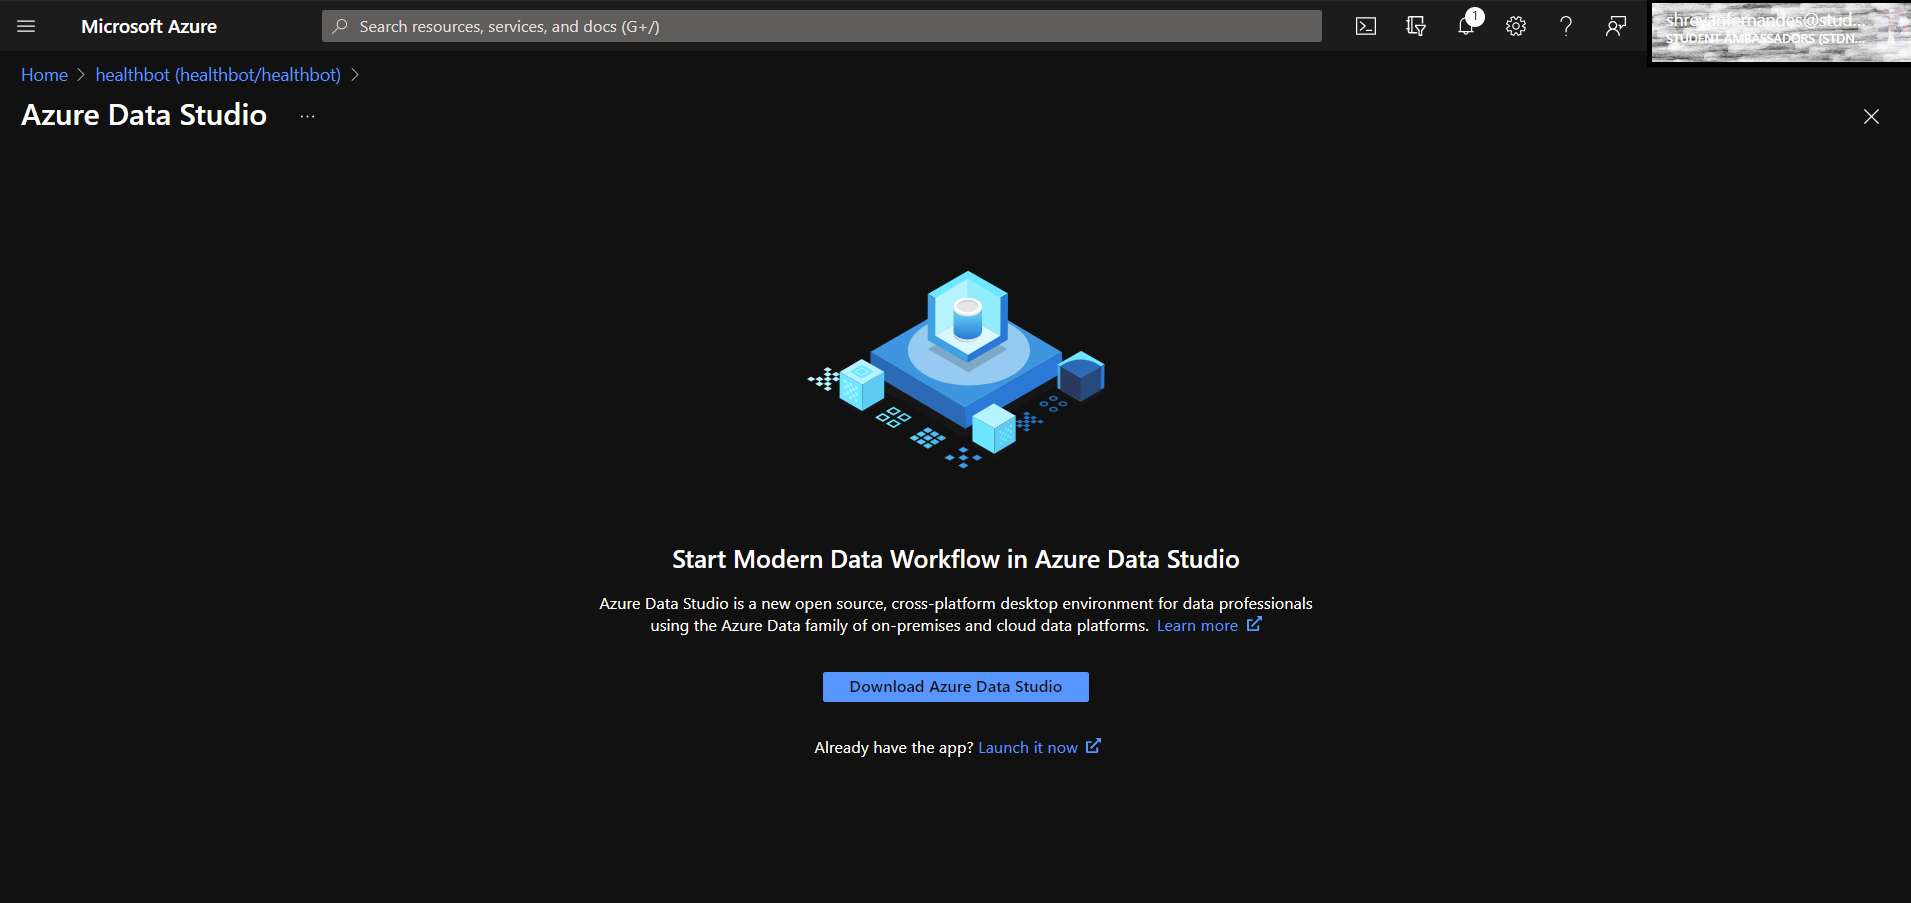 Microsoft Azure
Search resources, services, and docs (G+/)
1
shreyanfernandes@stud...
STUDENT AMBASSADORS (STDN...
Home > healthbot (healthbot/healthbot) >
Azure Data Studio ...
Start Modern Data Workflow in Azure Data Studio
Azure Data Studio is a new open source, cross-platform desktop environment for data professionals
using the Azure Data family of on-premises and cloud data platforms. Learn more
Download Azure Data Studio
Already have the app? Launch it now